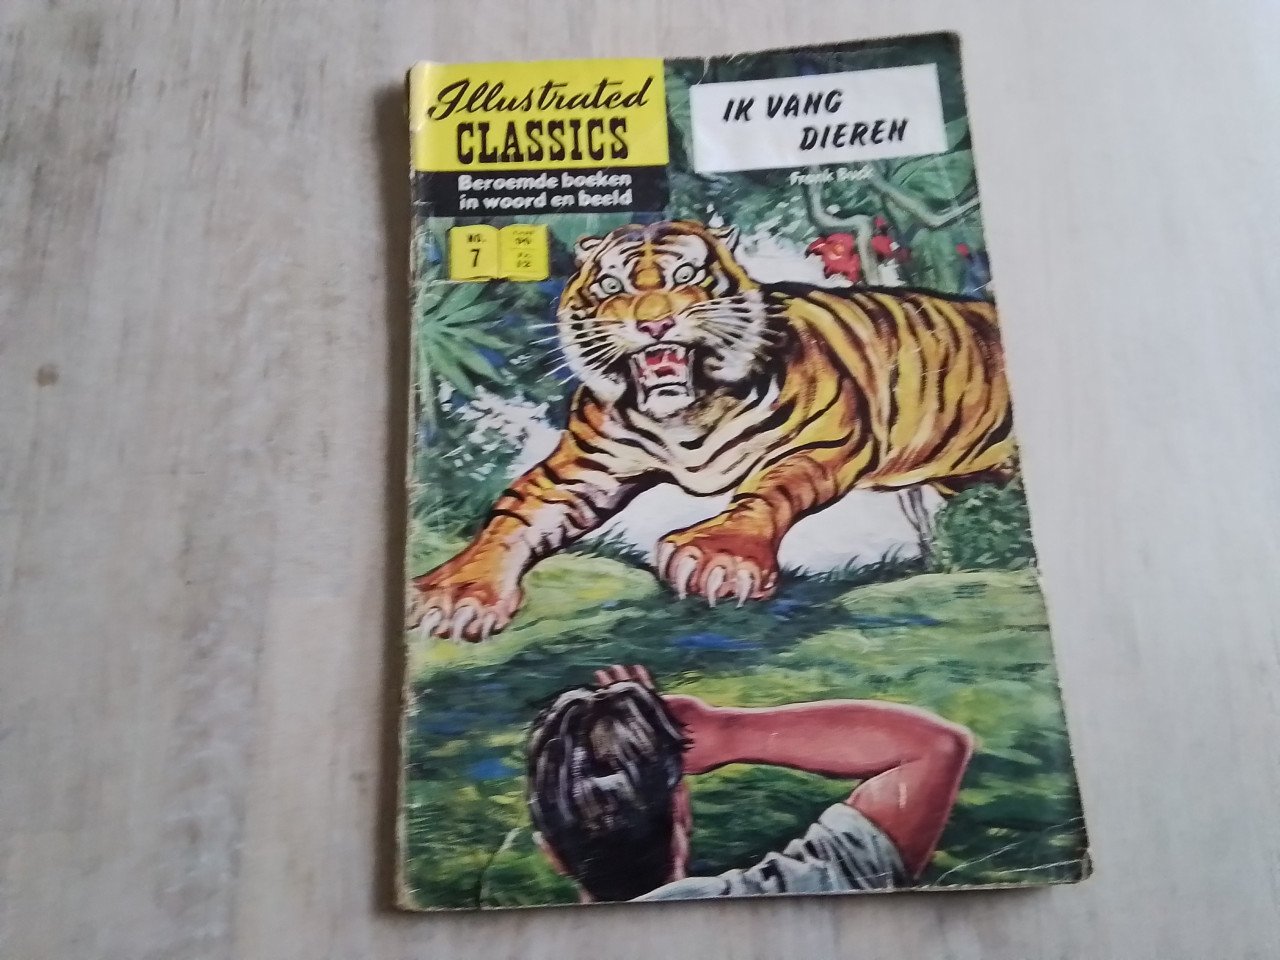 Illustrated
CLASSICS
Beroemde boeken
in woord en beeld
NO.
7
IK VANG
DIEREN
Frank Buck